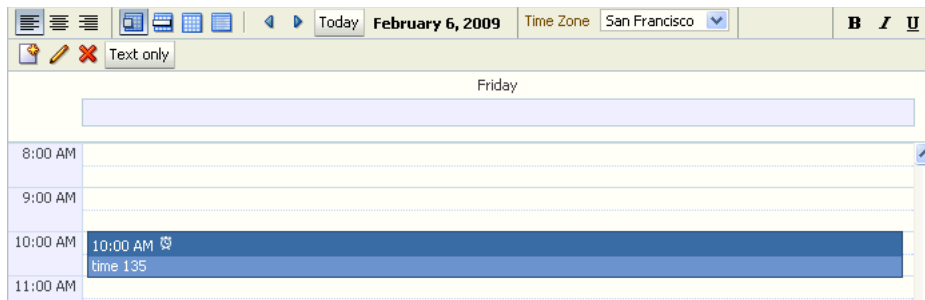 Today February 6, 2009 Time Zone San Francisco B I U
Text only
Friday
8:00 AM
9:00 AM
10:00 AM 10:00 AM
time 135
11:00 AM